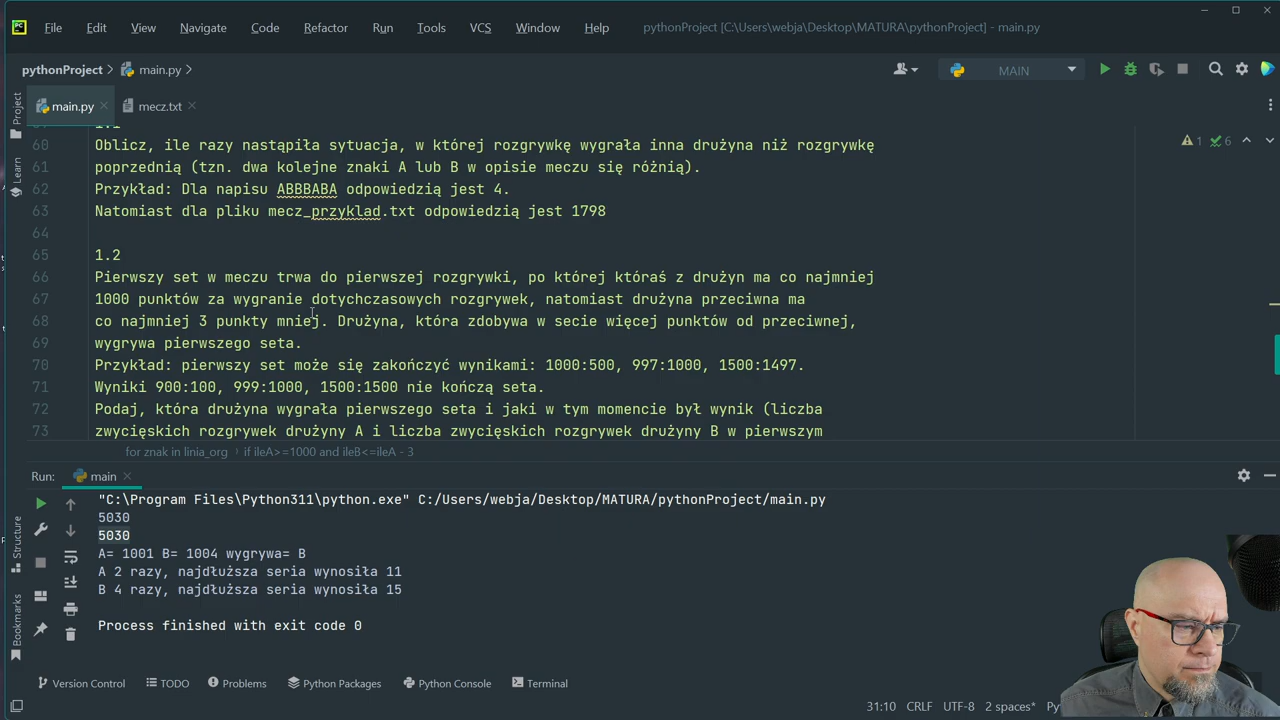 File Edit View Navigate Code Refactor Run Tools VCS Window Help pythonProject [C:\Users\webja\Desktop\MATURA\pythonProject] - main.py
pythonProject main.py MAIN
main.py mecz.txt
Project
Learn
Structure
Bookmarks
60 Oblicz, ile razy nastąpiła sytuacja, w której rozgrywkę wygrała inna drużyna niż rozgrywkę
61 poprzednią (tzn. dwa kolejne znaki A lub B w opisie meczu się różnią).
62 Przykład: Dla napisu ABBBABA odpowiedzią jest 4.
63 Natomiast dla pliku mecz_przyklad.txt odpowiedzią jest 1798
64
65 1.2
66 Pierwszy set w meczu trwa do pierwszej rozgrywki, po której któraś z drużyn ma co najmniej
67 1000 punktów za wygranie dotychczasowych rozgrywek, natomiast drużyna przeciwna ma
68 co najmniej 3 punkty mniej. Drużyna, która zdobywa w secie więcej punktów od przeciwnej,
69 wygrywa pierwszego seta.
70 Przykład: pierwszy set może się zakończyć wynikami: 1000:500, 997:1000, 1500:1497.
71 Wyniki 900:100, 999:1000, 1500:1500 nie kończą seta.
72 Podaj, która drużyna wygrała pierwszego seta i jaki w tym momencie był wynik (liczba
73 zwycięskich rozgrywek drużyny A i liczba zwycięskich rozgrywek drużyny B w pierwszym
1 6
for znak in linia_org if ileA>=1000 and ileB<=ileA - 3
Run: main
"C:\Program Files\Python311\python.exe" C:/Users/webja/Desktop/MATURA/pythonProject/main.py
5030
5030
A= 1001 B= 1004 wygrywa= B
A 2 razy, najdłuższa seria wynosiła 11
B 4 razy, najdłuższa seria wynosiła 15
Process finished with exit code 0
Version Control TODO Problems Python Packages Python Console Terminal
31:10 CRLF UTF-8 2 spaces*